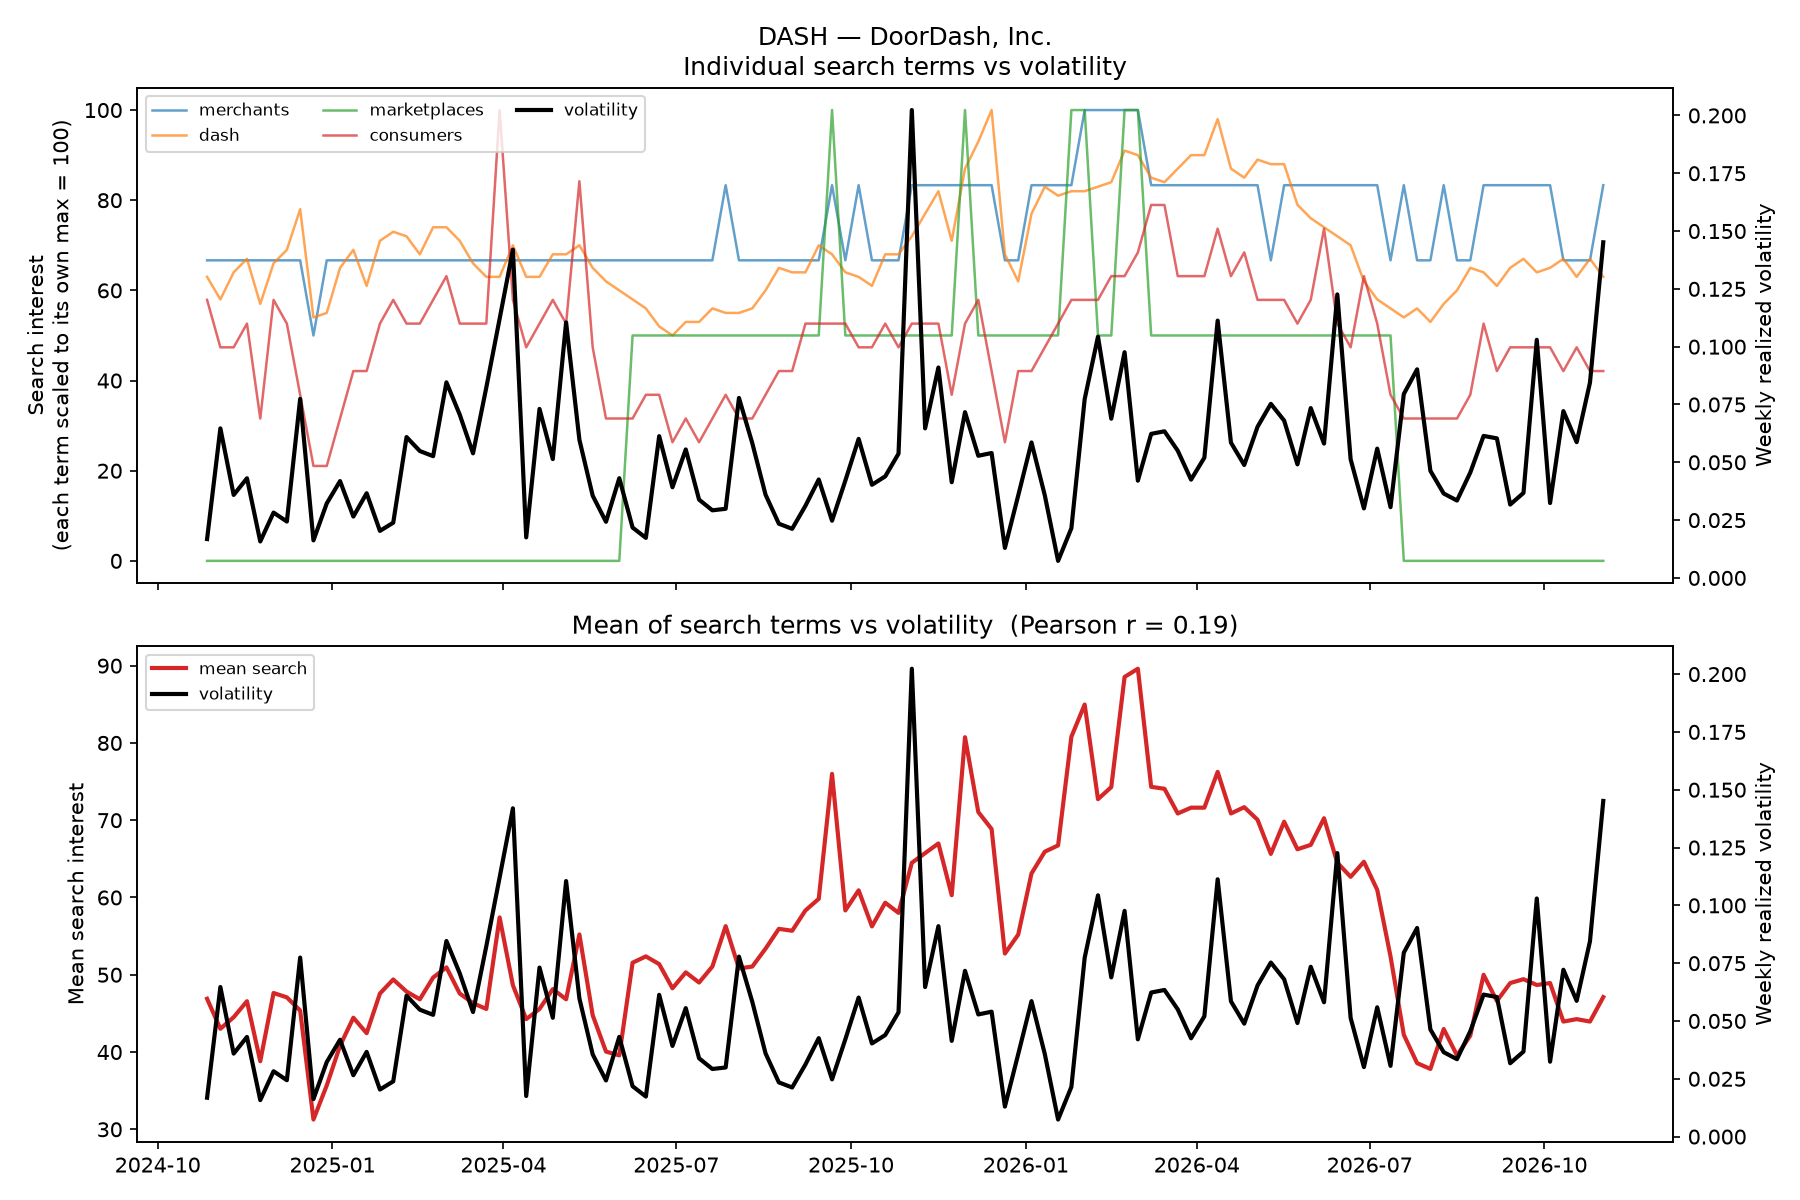 DASH — DoorDash, Inc.
Individual search terms vs volatility
merchants
dash
marketplaces
consumers
volatility
Search interest
(each term scaled to its own max = 100)
100
80
60
40
20
0
0.200
0.175
0.150
0.125
0.100
0.075
0.050
0.025
0.000
Weekly realized volatility
Mean of search terms vs volatility (Pearson r = 0.19)
mean search
volatility
Mean search interest
90
80
70
60
50
40
30
0.200
0.175
0.150
0.125
0.100
0.075
0.050
0.025
0.000
Weekly realized volatility
2024-10 2025-01 2025-04 2025-07 2025-10 2026-01 2026-04 2026-07 2026-10